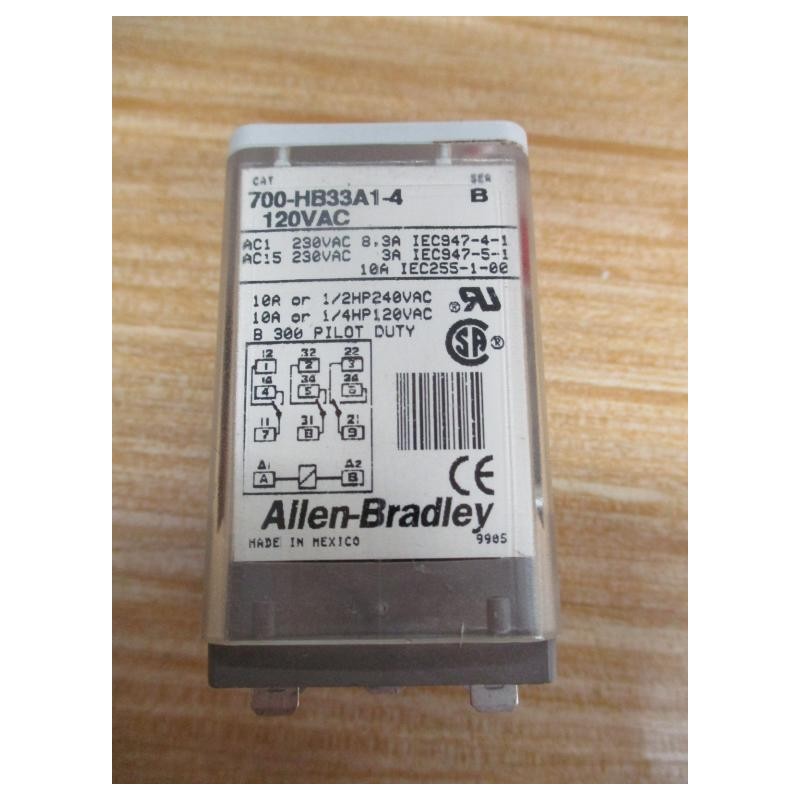 CAT SER
700-HB33A1-4 B
120VAC
AC1 230VAC 8.3A IEC947-4-1
AC15 230VAC 3A IEC947-5-1
10A IEC255-1-00
10A or 1/2HP240VAC
10A or 1/4HP120VAC
B 300 PILOT DUTY
12 32 22
1 2 3
14 34 24
4 5 6
11 31 21
7 8 9
A1 A2
A B
®
SA ®
CE
Allen-Bradley
MADE IN MEXICO 9905